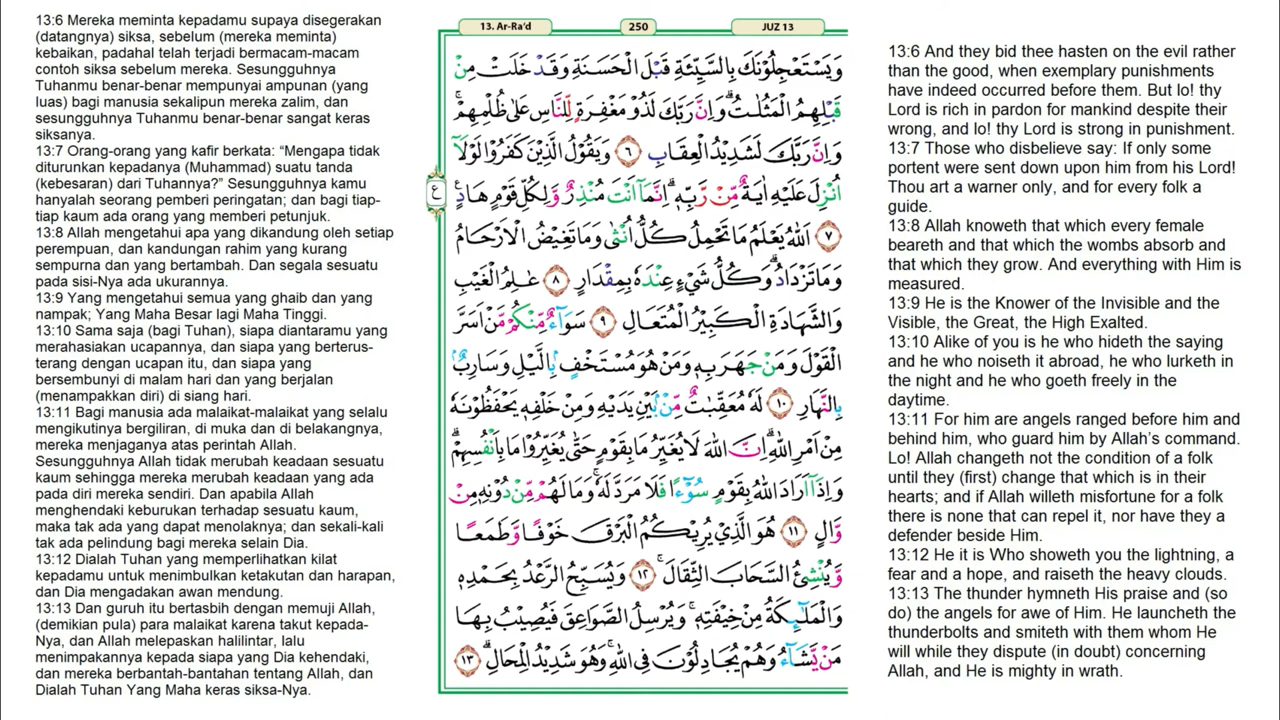 13:6 Mereka meminta kepadamu supaya disegerakan
(datangnya) siksa, sebelum (mereka meminta)
kebaikan, padahal telah terjadi bermacam-macam
contoh siksa sebelum mereka. Sesungguhnya
Tuhanmu benar-benar mempunyai ampunan (yang
luas) bagi manusia sekalipun mereka zalim, dan
sesungguhnya Tuhanmu benar-benar sangat keras
siksanya.
13:7 Orang-orang yang kafir berkata: “Mengapa tidak
diturunkan kepadanya (Muhammad) suatu tanda
(kebesaran) dari Tuhannya?” Sesungguhnya kamu
hanyalah seorang pemberi peringatan; dan bagi tiap-
tiap kaum ada orang yang memberi petunjuk.
13:8 Allah mengetahui apa yang dikandung oleh setiap
perempuan, dan kandungan rahim yang kurang
sempurna dan yang bertambah. Dan segala sesuatu
pada sisi-Nya ada ukurannya.
13:9 Yang mengetahui semua yang ghaib dan yang
nampak; Yang Maha Besar lagi Maha Tinggi.
13:10 Sama saja (bagi Tuhan), siapa diantaramu yang
merahasiakan ucapannya, dan siapa yang berterus-
terang dengan ucapan itu, dan siapa yang
bersembunyi di malam hari dan yang berjalan
(menampakkan diri) di siang hari.
13:11 Bagi manusia ada malaikat-malaikat yang selalu
mengikutinya bergiliran, di muka dan di belakangnya,
mereka menjaganya atas perintah Allah.
Sesungguhnya Allah tidak merubah keadaan sesuatu
kaum sehingga mereka merubah keadaan yang ada
pada diri mereka sendiri. Dan apabila Allah
menghendaki keburukan terhadap sesuatu kaum,
maka tak ada yang dapat menolaknya; dan sekali-kali
tak ada pelindung bagi mereka selain Dia.
13:12 Dialah Tuhan yang memperlihatkan kilat
kepadamu untuk menimbulkan ketakutan dan harapan,
dan Dia mengadakan awan mendung.
13:13 Dan guruh itu bertasbih dengan memuji Allah,
(demikian pula) para malaikat karena takut kepada-
Nya, dan Allah melepaskan halilintar, lalu
menimpakannya kepada siapa yang Dia kehendaki,
dan mereka berbantah-bantahan tentang Allah, dan
Dialah Tuhan Yang Maha keras siksa-Nya.
13. Ar-Ra’d
250
JUZ 13
وَيَسْتَعْجِلُوْنَكَ بِالسَّيِّئَةِ قَبْلَ الْحَسَنَةِ وَقَدْ خَلَتْ مِنْ
قَبْلِهِمُ الْمَثُلٰتُۗ وَاِنَّ رَبَّكَ لَذُوْ مَغْفِرَةٍ لِّلنَّاسِ عَلٰى ظُلْمِهِمْۚ
وَاِنَّ رَبَّكَ لَشَدِيْدُ الْعِقَابِ ٦ وَيَقُوْلُ الَّذِيْنَ كَفَرُوْا لَوْلَآ
اُنْزِلَ عَلَيْهِ اٰيَةٌ مِّنْ رَّبِّهٖۗ اِنَّمَآ اَنْتَ مُنْذِرٌ وَّلِكُلِّ قَوْمٍ هَادٍ ࣖ
ع
٧ اَللّٰهُ يَعْلَمُ مَا تَحْمِلُ كُلُّ اُنْثٰى وَمَا تَغِيْضُ الْاَرْحَامُ
وَمَا تَزْدَادُۗ وَكُلُّ شَيْءٍ عِنْدَهٗ بِمِقْدَارٍ ٨ عٰلِمُ الْغَيْبِ
وَالشَّهَادَةِ الْكَبِيْرُ الْمُتَعَالِ ٩ سَوَآءٌ مِّنْكُمْ مَّنْ اَسَرَّ
الْقَوْلَ وَمَنْ جَهَرَ بِهٖ وَمَنْ هُوَ مُسْتَخْفٍۢ بِالَّيْلِ وَسَارِبٌۢ
بِالنَّهَارِ ١٠ لَهٗ مُعَقِّبٰتٌ مِّنْۢ بَيْنِ يَدَيْهِ وَمِنْ خَلْفِهٖ يَحْفَظُوْنَهٗ
مِنْ اَمْرِ اللّٰهِۗ اِنَّ اللّٰهَ لَا يُغَيِّرُ مَا بِقَوْمٍ حَتّٰى يُغَيِّرُوْا مَا بِاَنْفُسِهِمْۗ
وَاِذَآ اَرَادَ اللّٰهُ بِقَوْمٍ سُوْۤءًا فَلَا مَرَدَّ لَهٗۚ وَمَا لَهُمْ مِّنْ دُوْنِهٖ مِنْ
وَّالٍ ١١ هُوَ الَّذِيْ يُرِيْكُمُ الْبَرْقَ خَوْفًا وَّطَمَعًا
وَّيُنْشِئُ السَّحَابَ الثِّقَالَۚ ١٢ وَيُسَبِّحُ الرَّعْدُ بِحَمْدِهٖ
وَالْمَلٰۤىِٕكَةُ مِنْ خِيْفَتِهٖۚ وَيُرْسِلُ الصَّوَاعِقَ فَيُصِيْبُ بِهَا
مَنْ يَّشَاۤءُ وَهُمْ يُجَادِلُوْنَ فِى اللّٰهِۚ وَهُوَ شَدِيْدُ الْمِحَالِۗ ١٣
13:6 And they bid thee hasten on the evil rather
than the good, when exemplary punishments
have indeed occurred before them. But lo! thy
Lord is rich in pardon for mankind despite their
wrong, and lo! thy Lord is strong in punishment.
13:7 Those who disbelieve say: If only some
portent were sent down upon him from his Lord!
Thou art a warner only, and for every folk a
guide.
13:8 Allah knoweth that which every female
beareth and that which the wombs absorb and
that which they grow. And everything with Him is
measured.
13:9 He is the Knower of the Invisible and the
Visible, the Great, the High Exalted.
13:10 Alike of you is he who hideth the saying
and he who noiseth it abroad, he who lurketh in
the night and he who goeth freely in the
daytime.
13:11 For him are angels ranged before him and
behind him, who guard him by Allah’s command.
Lo! Allah changeth not the condition of a folk
until they (first) change that which is in their
hearts; and if Allah willeth misfortune for a folk
there is none that can repel it, nor have they a
defender beside Him.
13:12 He it is Who showeth you the lightning, a
fear and a hope, and raiseth the heavy clouds.
13:13 The thunder hymneth His praise and (so
do) the angels for awe of Him. He launcheth the
thunderbolts and smiteth with them whom He
will while they dispute (in doubt) concerning
Allah, and He is mighty in wrath.